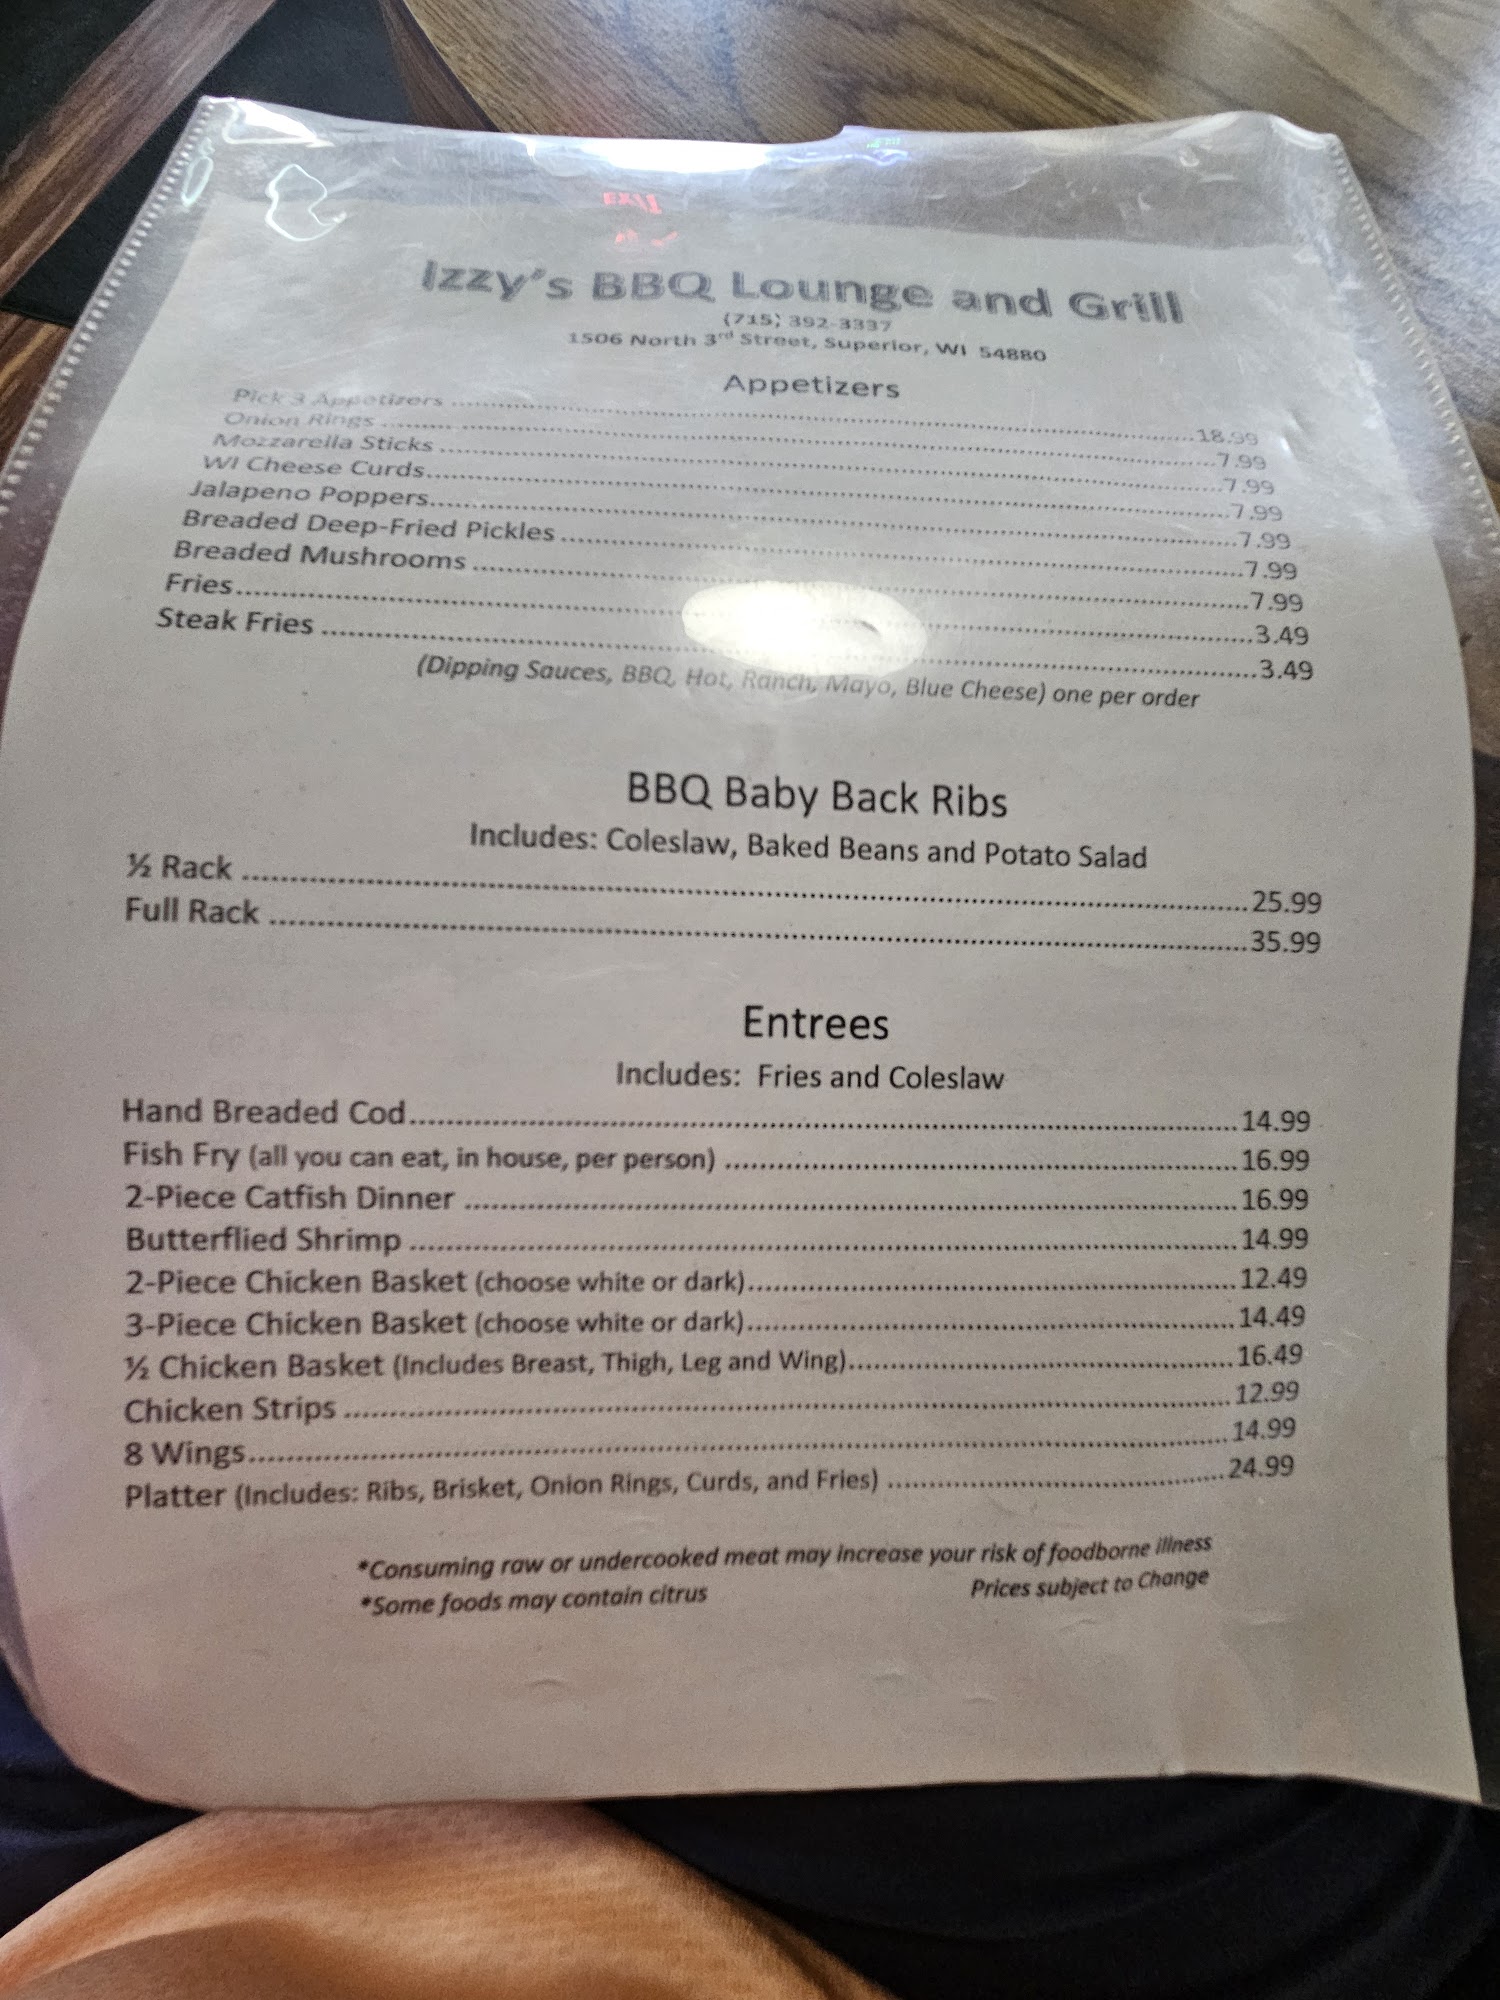 EXIT
Izzy's BBQ Lounge and Grill
(715) 392-3337
1506 North 3rd Street, Superior, WI 54880
Appetizers
Pick 3 Appetizers ........ 18.99
Onion Rings ........ 7.99
Mozzarella Sticks ........ 7.99
WI Cheese Curds ........ 7.99
Jalapeno Poppers ........ 7.99
Breaded Deep-Fried Pickles ........ 7.99
Breaded Mushrooms ........ 7.99
Fries ........ 3.49
Steak Fries ........ 3.49
(Dipping Sauces, BBQ, Hot, Ranch, Mayo, Blue Cheese) one per order
BBQ Baby Back Ribs
Includes: Coleslaw, Baked Beans and Potato Salad
½ Rack ........ 25.99
Full Rack ........ 35.99
Entrees
Includes: Fries and Coleslaw
Hand Breaded Cod ........ 14.99
Fish Fry (all you can eat, in house, per person) ........ 16.99
2-Piece Catfish Dinner ........ 16.99
Butterflied Shrimp ........ 14.99
2-Piece Chicken Basket (choose white or dark) ........ 12.49
3-Piece Chicken Basket (choose white or dark) ........ 14.49
½ Chicken Basket (Includes Breast, Thigh, Leg and Wing) ........ 16.49
Chicken Strips ........ 12.99
8 Wings ........ 14.99
Platter (Includes: Ribs, Brisket, Onion Rings, Curds, and Fries) ........ 24.99
*Consuming raw or undercooked meat may increase your risk of foodborne illness
*Some foods may contain citrus Prices subject to Change